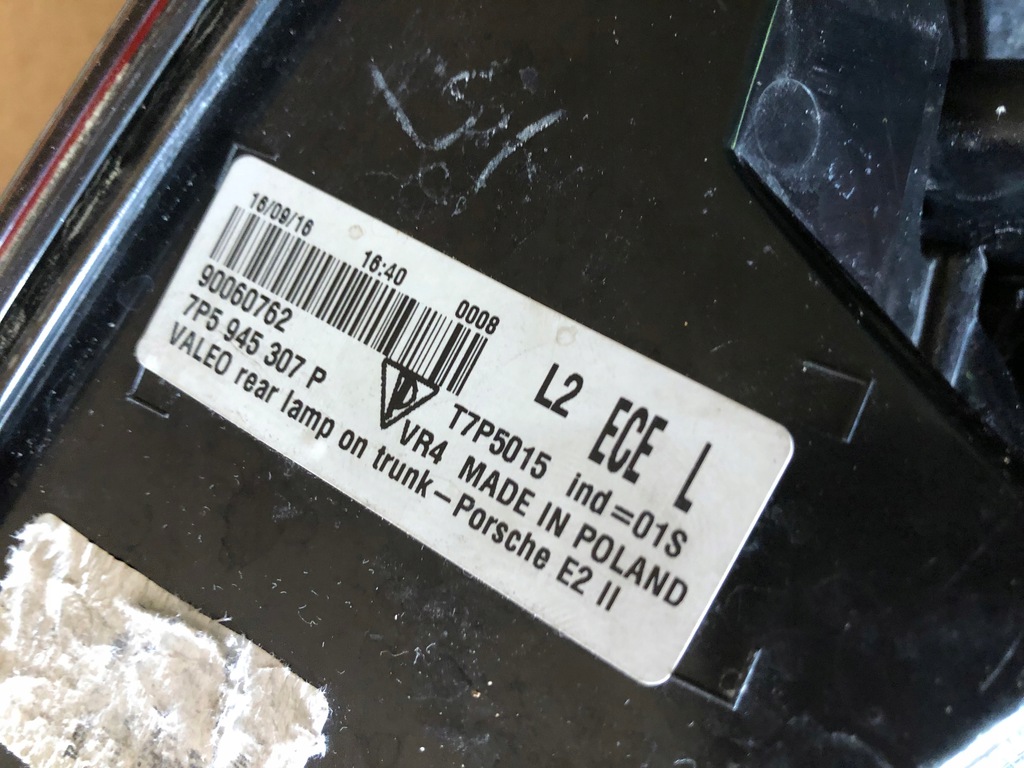 16/09/16 16:40 0008
90060762 L2 ECE L
7P5 945 307 P T7P5015 ind=01S
VR4 MADE IN POLAND
VALEO rear lamp on trunk-Porsche E2 II